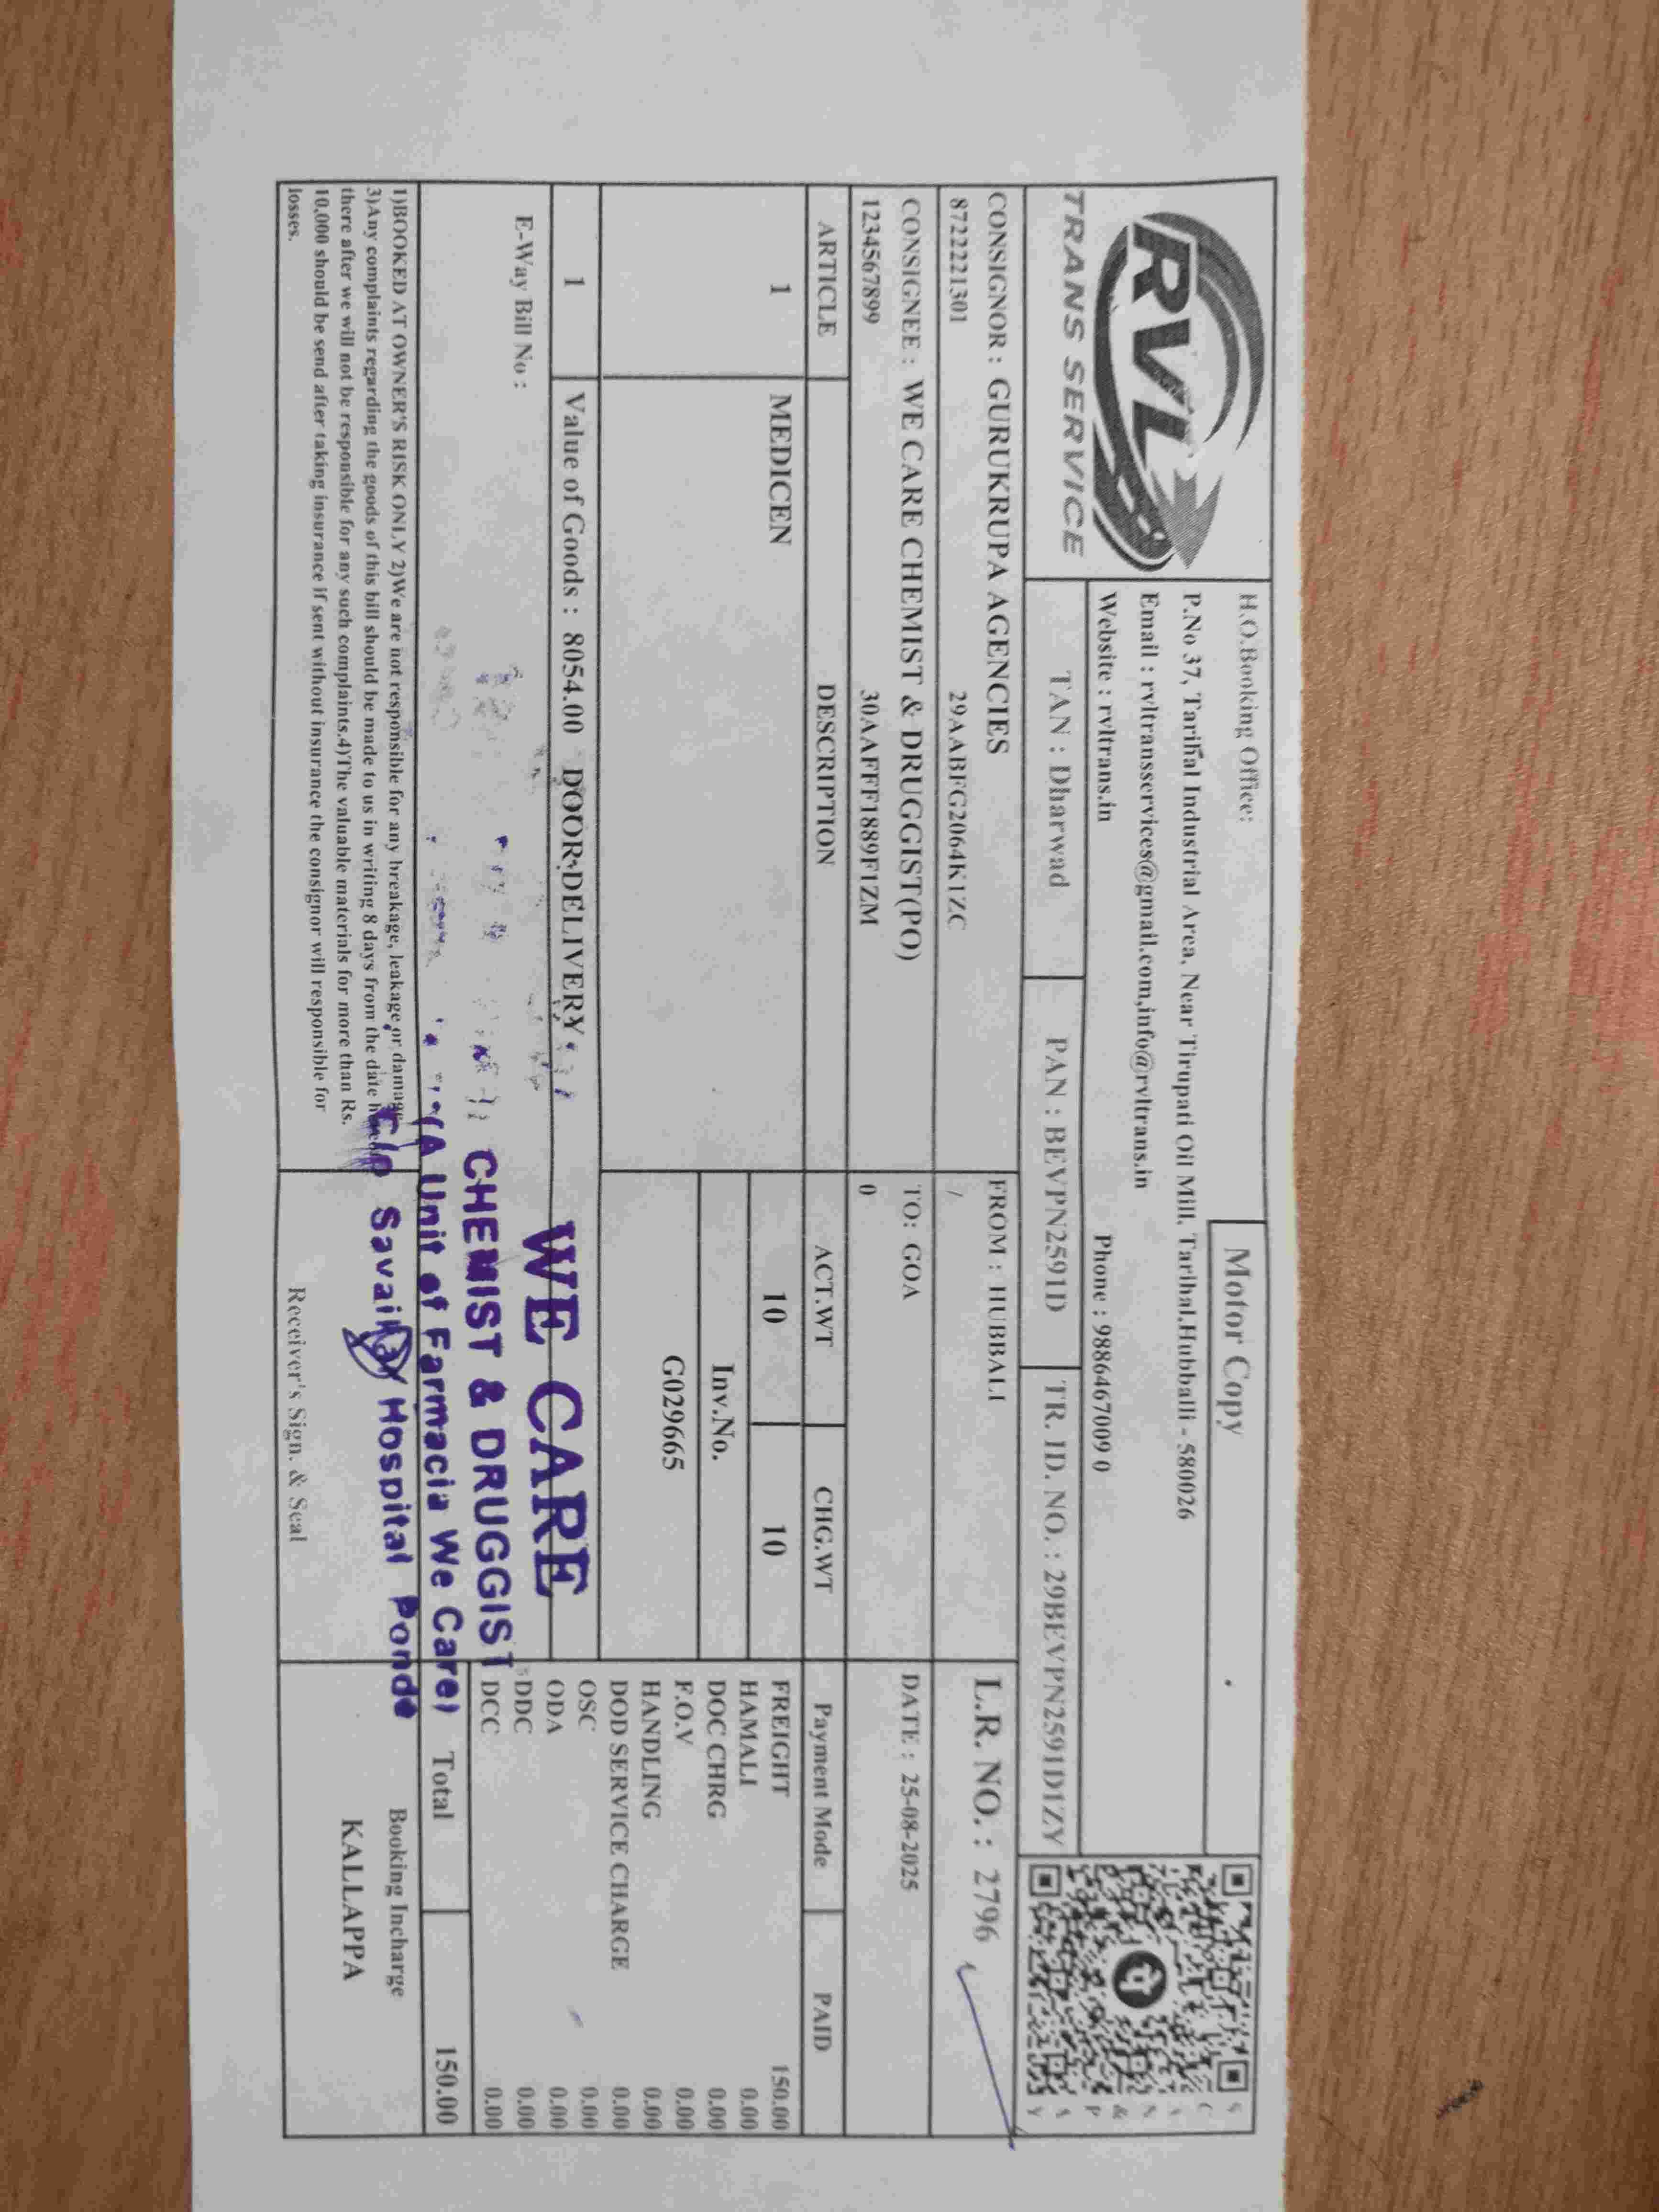 RVL
TRANS SERVICE
Motor Copy
H.O.Booking Office:
P.No 37, Tarihal Industrial Area, Near Tirupati Oil Mill, Tarihal,Hubballi - 580026
Email : rvltransservices@gmail.com,info@rvltrans.in
Website : rvltrans.in Phone : 988646700​9 0
TAN : Dharwad PAN : BEVPN2591D TR. ID. NO. : 29BEVPN2591D1ZY
CONSIGNOR : GURUKRUPA AGENCIES FROM : HUBBALI L.R. NO. : 2796
8722221301 29AABFG2064K1ZC /
CONSIGNEE : WE CARE CHEMIST & DRUGGIST(PO) TO: GOA DATE : 25-08-2025
1234567899 30AAFFF1889F1ZM 0
ARTICLE DESCRIPTION ACT.WT CHG.WT Payment Mode PAID
1 MEDICEN 10 10 FREIGHT 150.00
HAMALI 0.00
Inv.No. DOC CHRG 0.00
G029665 F.O.V 0.00
HANDLING 0.00
DOD SERVICE CHARGE 0.00
1 Value of Goods : 8054.00 DOOR DELIVERY OSC 0.00
ODA 0.00
E-Way Bill No : DDC 0.00
DCC 0.00
Total 150.00
WE CARE
CHEMIST & DRUGGIST
(A Unit of Farmacia We Care)
C/o Savaikar Hospital Ponda
1)BOOKED AT OWNER'S RISK ONLY 2)We are not responsible for any breakage, leakage or damage
3)Any complaints regarding the goods of this bill should be made to us in writing 8 days from the date
there after we will not be responsible for any such complaints.4)The valuable materials for more than Rs.
10,000 should be send after taking insurance if sent without insurance the consignor will responsible for
losses.
Receiver's Sign. & Seal
Booking Incharge
KALLAPPA